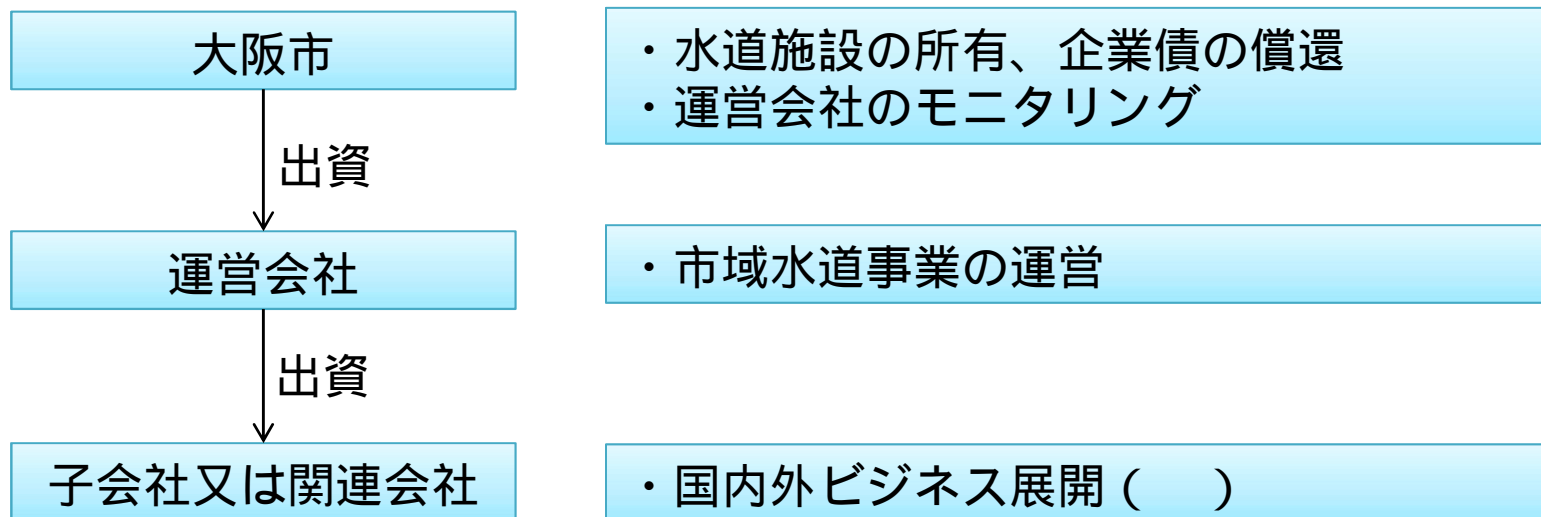 大阪市
・水道施設の所有、企業債の償還
・運営会社のモニタリング
出資
運営会社
・市域水道事業の運営
出資
子会社又は関連会社
・国内外ビジネス展開(　)